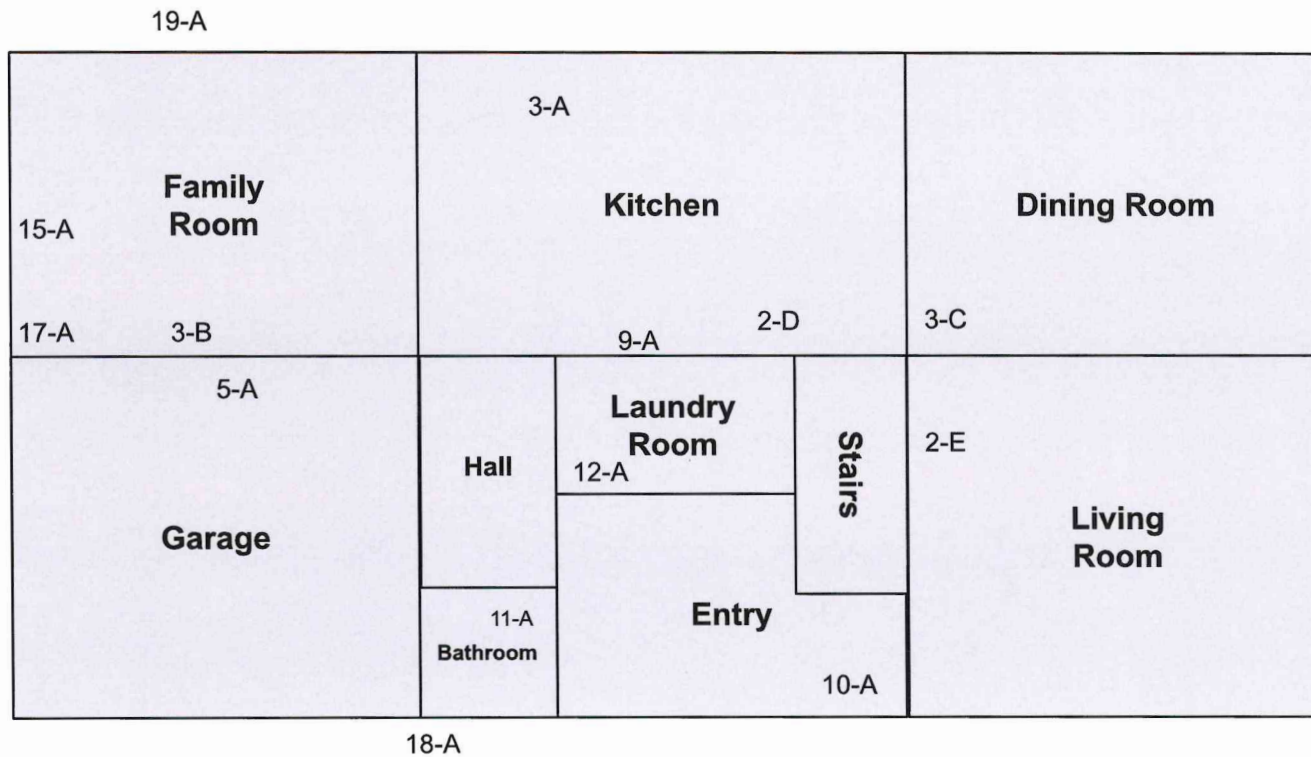 19-A
3-A
Family
Room
Kitchen
Dining Room
15-A
17-A
3-B
9-A
2-D
3-C
5-A
Laundry
Room
12-A
Hall
Stairs
2-E
Garage
Living
Room
11-A
Bathroom
Entry
10-A
18-A